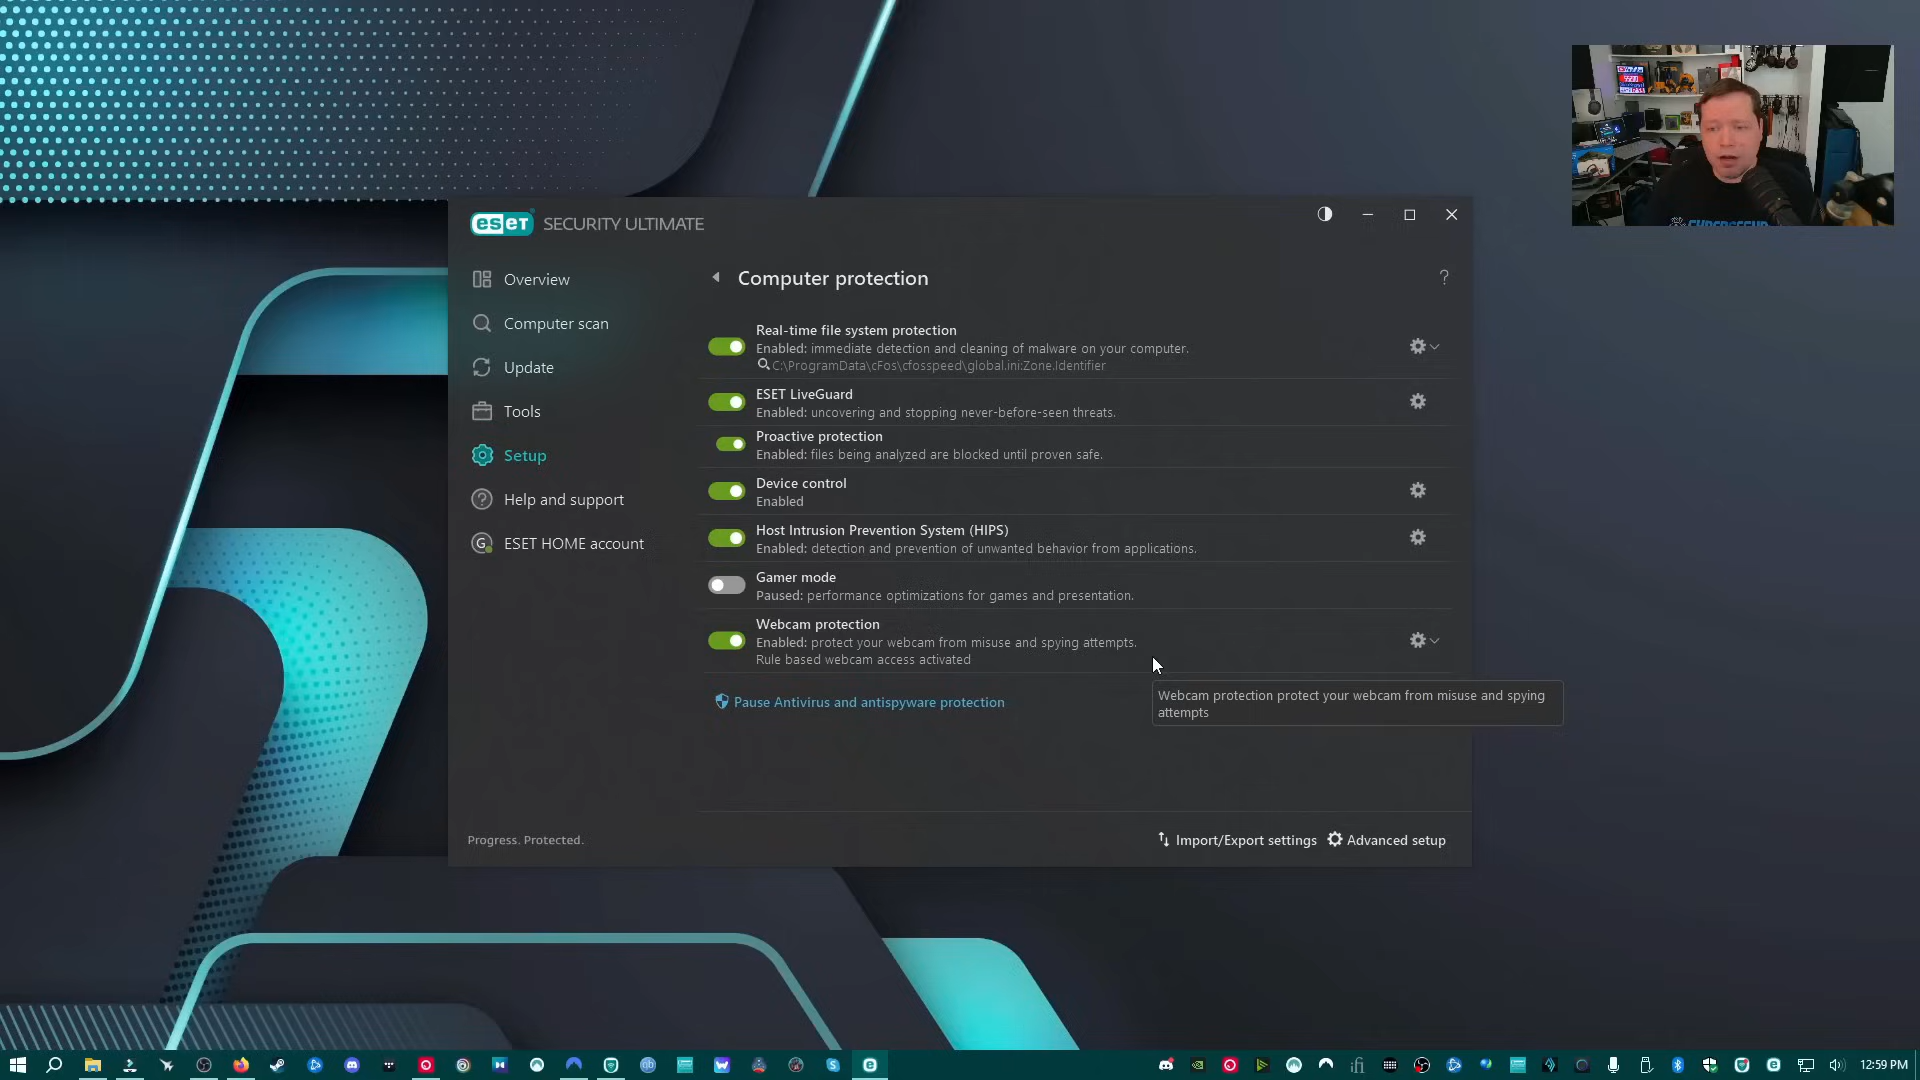 eset SECURITY ULTIMATE
Overview
Computer scan
Update
Tools
Setup
Help and support
G
ESET HOME account
Computer protection
?
Real-time file system protection
Enabled: immediate detection and cleaning of malware on your computer.
C:\ProgramData\cFos\cfosspeed\global.ini:Zone.Identifier
ESET LiveGuard
Enabled: uncovering and stopping never-before-seen threats.
Proactive protection
Enabled: files being analyzed are blocked until proven safe.
Device control
Enabled
Host Intrusion Prevention System (HIPS)
Enabled: detection and prevention of unwanted behavior from applications.
Gamer mode
Paused: performance optimizations for games and presentation.
Webcam protection
Enabled: protect your webcam from misuse and spying attempts.
Rule based webcam access activated
Pause Antivirus and antispyware protection
Webcam protection protect your webcam from misuse and spying
attempts
Progress. Protected.
Import/Export settings
Advanced setup
12:59 PM